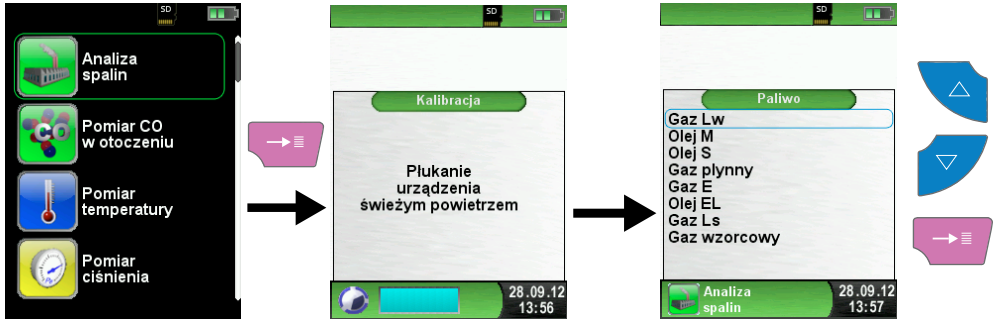 SD
Analiza
spalin
Pomiar CO
w otoczeniu
Pomiar
temperatury
Pomiar
ciśnienia
SD
Kalibracja
Płukanie
urządzenia
świeżym powietrzem
28.09.12
13:56
SD
Paliwo
Gaz Lw
Olej M
Olej S
Gaz plynny
Gaz E
Olej EL
Gaz Ls
Gaz wzorcowy
Analiza
spalin
28.09.12
13:57